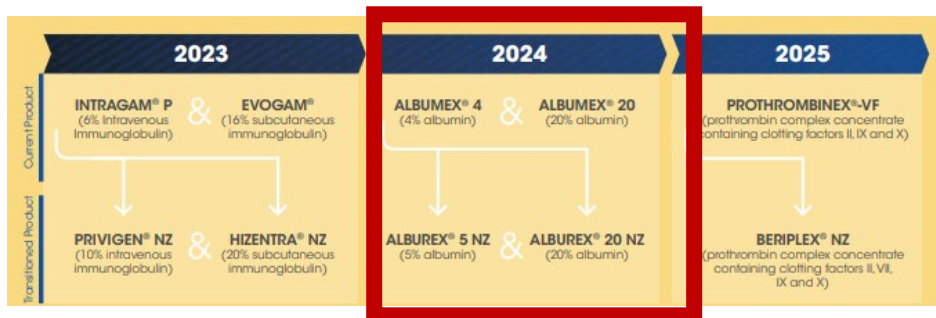 2023
2024
2025
Current Product
INTRAGAM® P
(6% Intravenous
Immunoglobulin)
&
EVOGAM®
(16% subcutaneous
immunoglobulin)
ALBUMEX® 4
(4% albumin)
&
ALBUMEX® 20
(20% albumin)
PROTHROMBINEX®-VF
(prothrombin complex concentrate
containing clotting factors II, IX and X)
Transitioned Product
PRIVIGEN® NZ
(10% intravenous
immunoglobulin)
&
HIZENTRA® NZ
(20% subcutaneous
immunoglobulin)
ALBUREX® 5 NZ
(5% albumin)
&
ALBUREX® 20 NZ
(20% albumin)
BERIPLEX® NZ
(prothrombin complex concentrate
containing clotting factors II, VII,
IX and X)